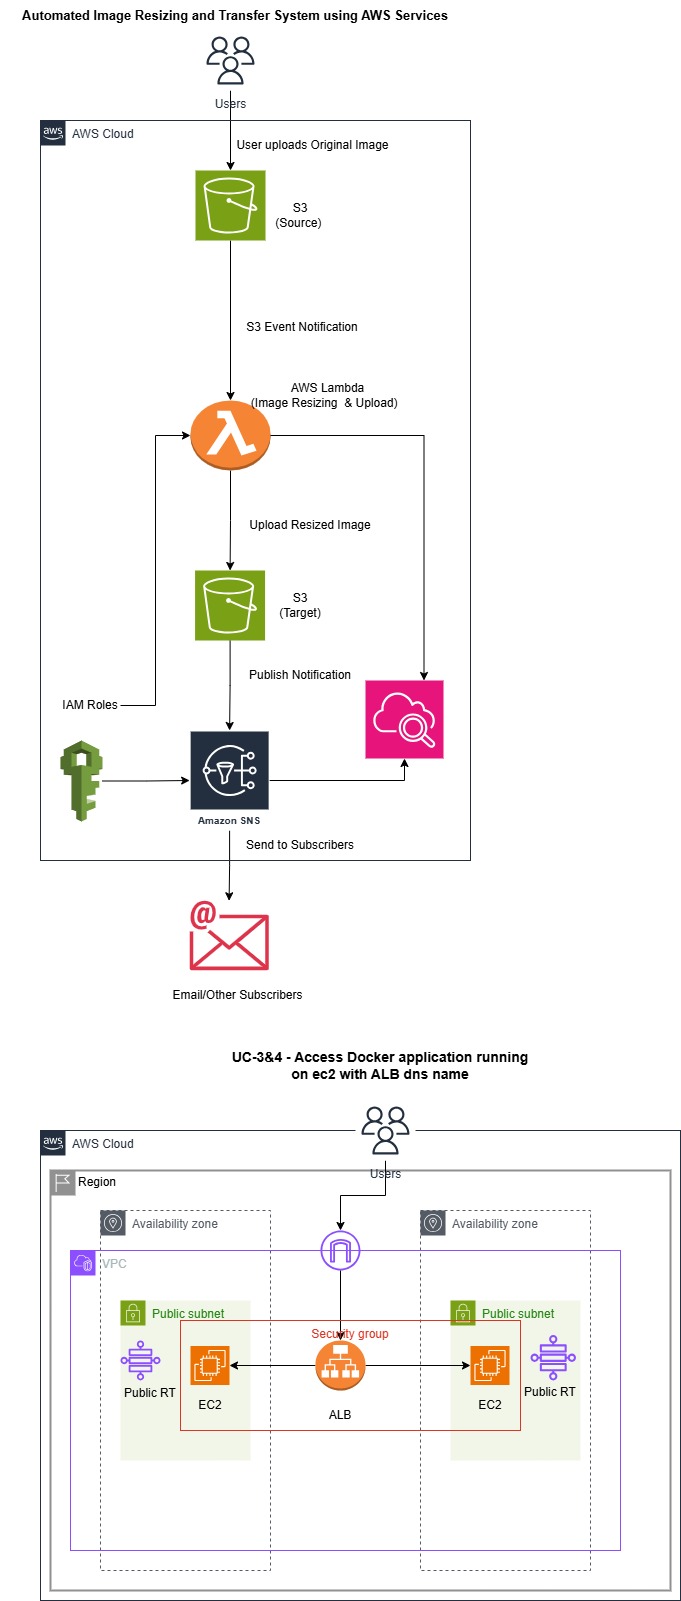 Automated Image Resizing and Transfer System using AWS Services
Users
aws
AWS Cloud
User uploads Original Image
S3
(Source)
S3 Event Notification
AWS Lambda
(Image Resizing & Upload)
Upload Resized Image
S3
(Target)
Publish Notification
IAM Roles
Amazon SNS
Send to Subscribers
@
Email/Other Subscribers
UC-3&4 - Access Docker application running
on ec2 with ALB dns name
aws
AWS Cloud
Users
Region
Availability zone
Availability zone
VPC
Public subnet
Public subnet
Security group
Public RT
EC2
ALB
EC2
Public RT